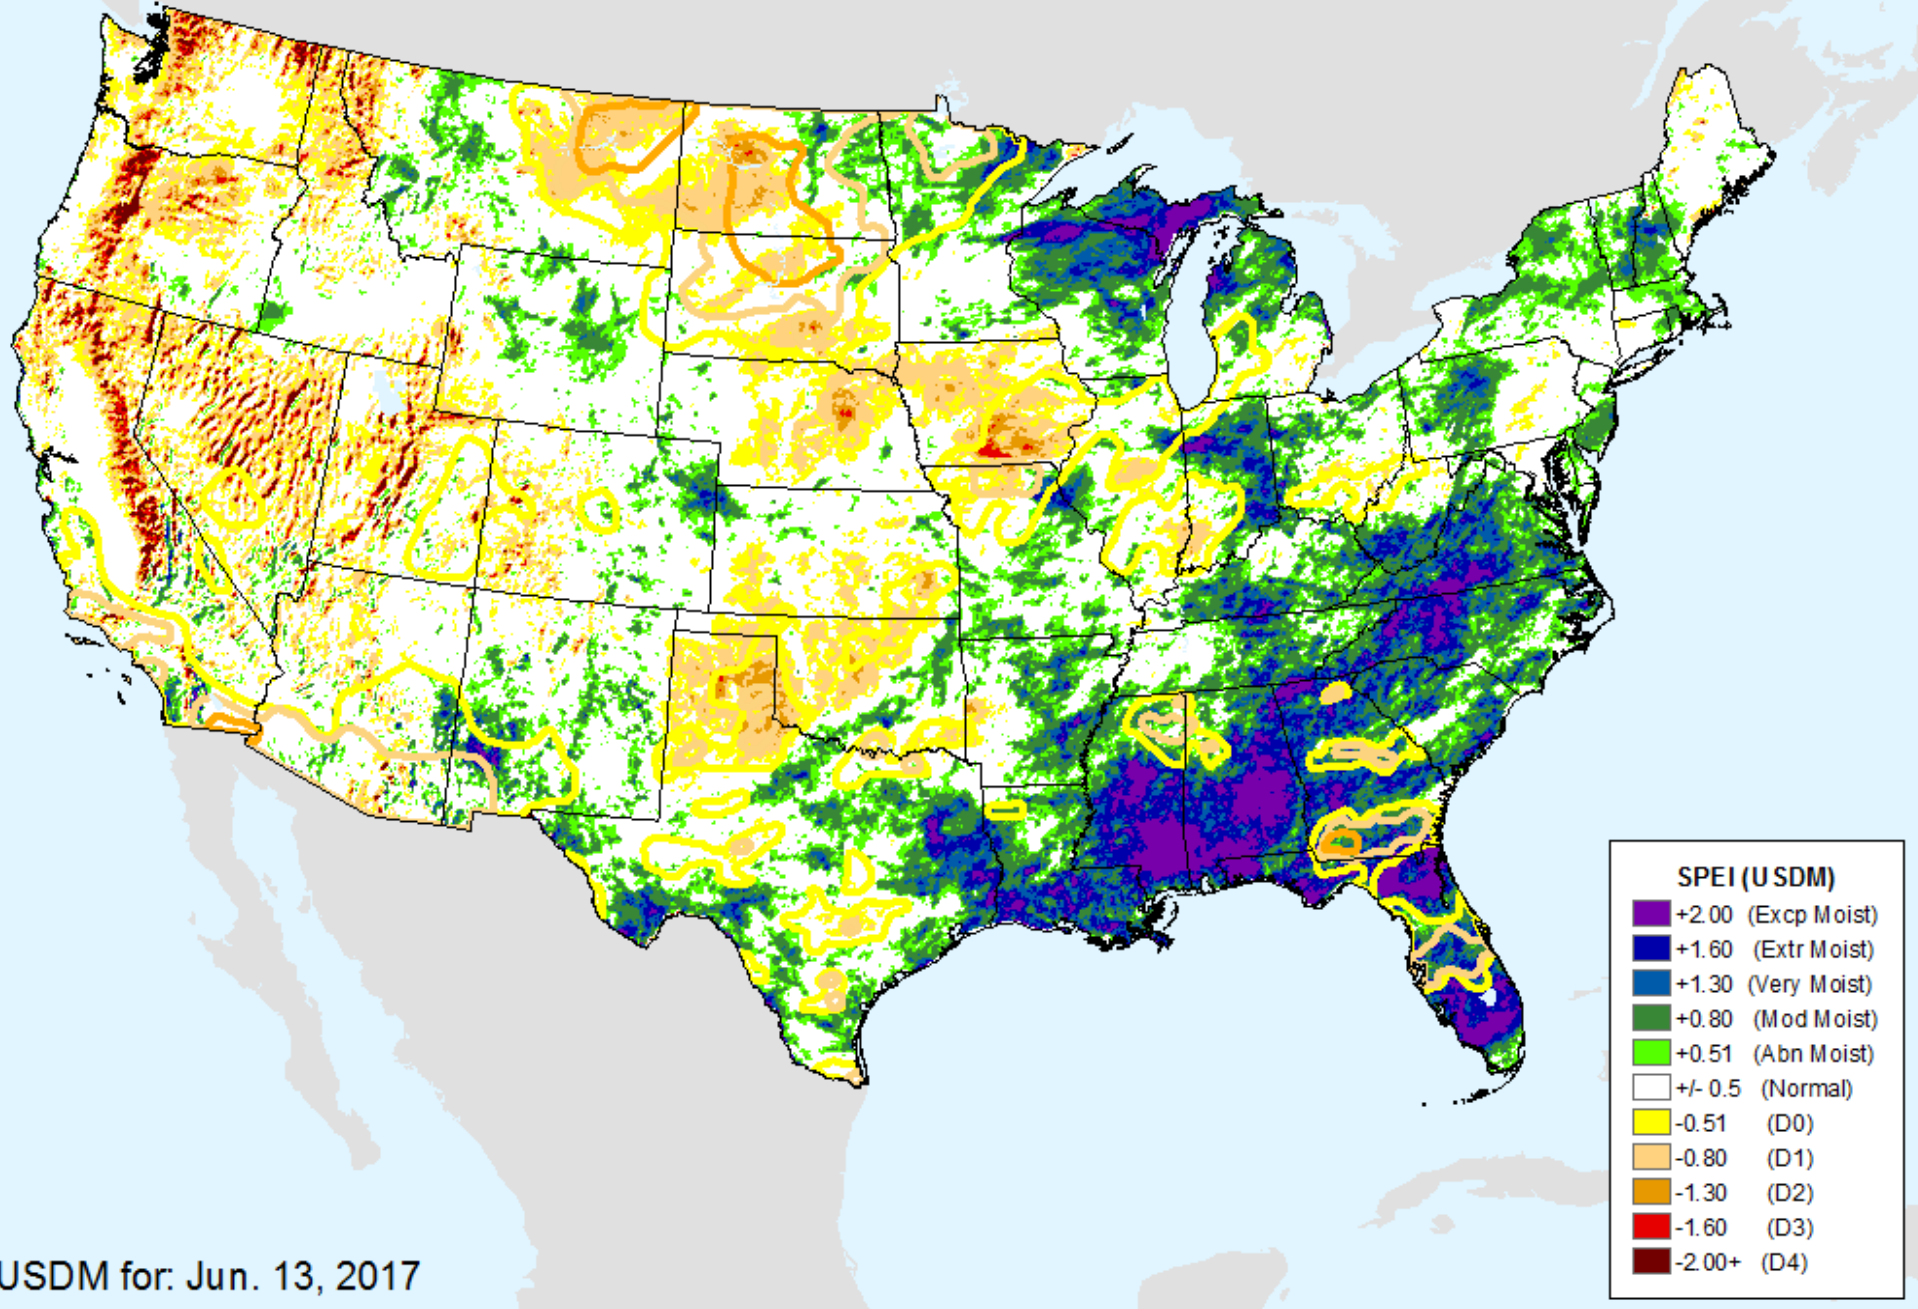 SPEI (USDM)
+2.00 (Excp Moist)
+1.60 (Extr Moist)
+1.30 (Very Moist)
+0.80 (Mod Moist)
+0.51 (Abn Moist)
+/- 0.5 (Normal)
-0.51 (D0)
-0.80 (D1)
-1.30 (D2)
-1.60 (D3)
-2.00+ (D4)
USDM for: Jun. 13, 2017